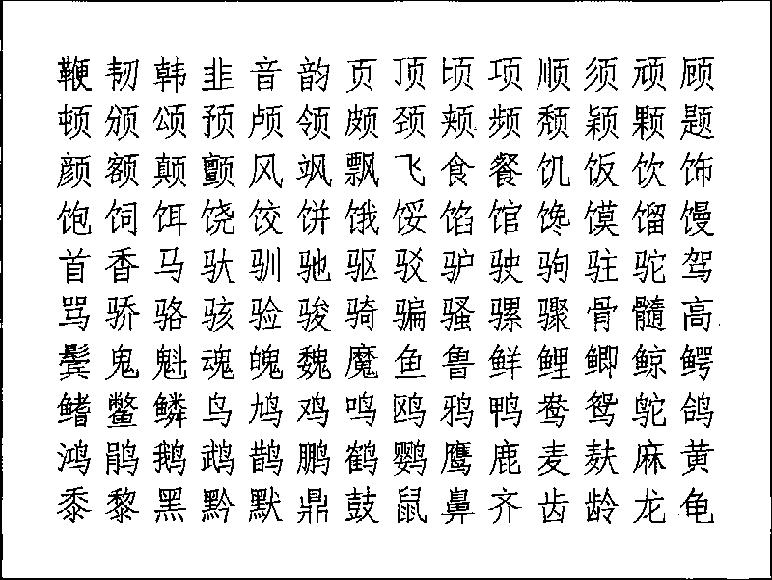 鞭韧韩韭音韵页顶顷项顺须顽顾
顿颁颂预颅领颇颈颊频颓颖颗题
颜额颠颤风飒飘飞食餐饥饭饮饰
饱饲饵饶饺饼饿馁馅馆馋馍馏馒
首香马驮驯驰驱驳驴驶驹驻驼驾
骂骄骆骇验骏骑骗骚骡骤骨髓高
鬓鬼魁魂魄魏魔鱼鲁鲜鲤鲫鲸鳄
鳍鳖鳞鸟鸠鸡鸣鸥鸦鸭鸯鸳鸵鸽
鸿鹃鹅鹉鹊鹏鹤鹦鹰鹿麦麸麻黄
黍黎黑黔默鼎鼓鼠鼻齐齿龄龙龟